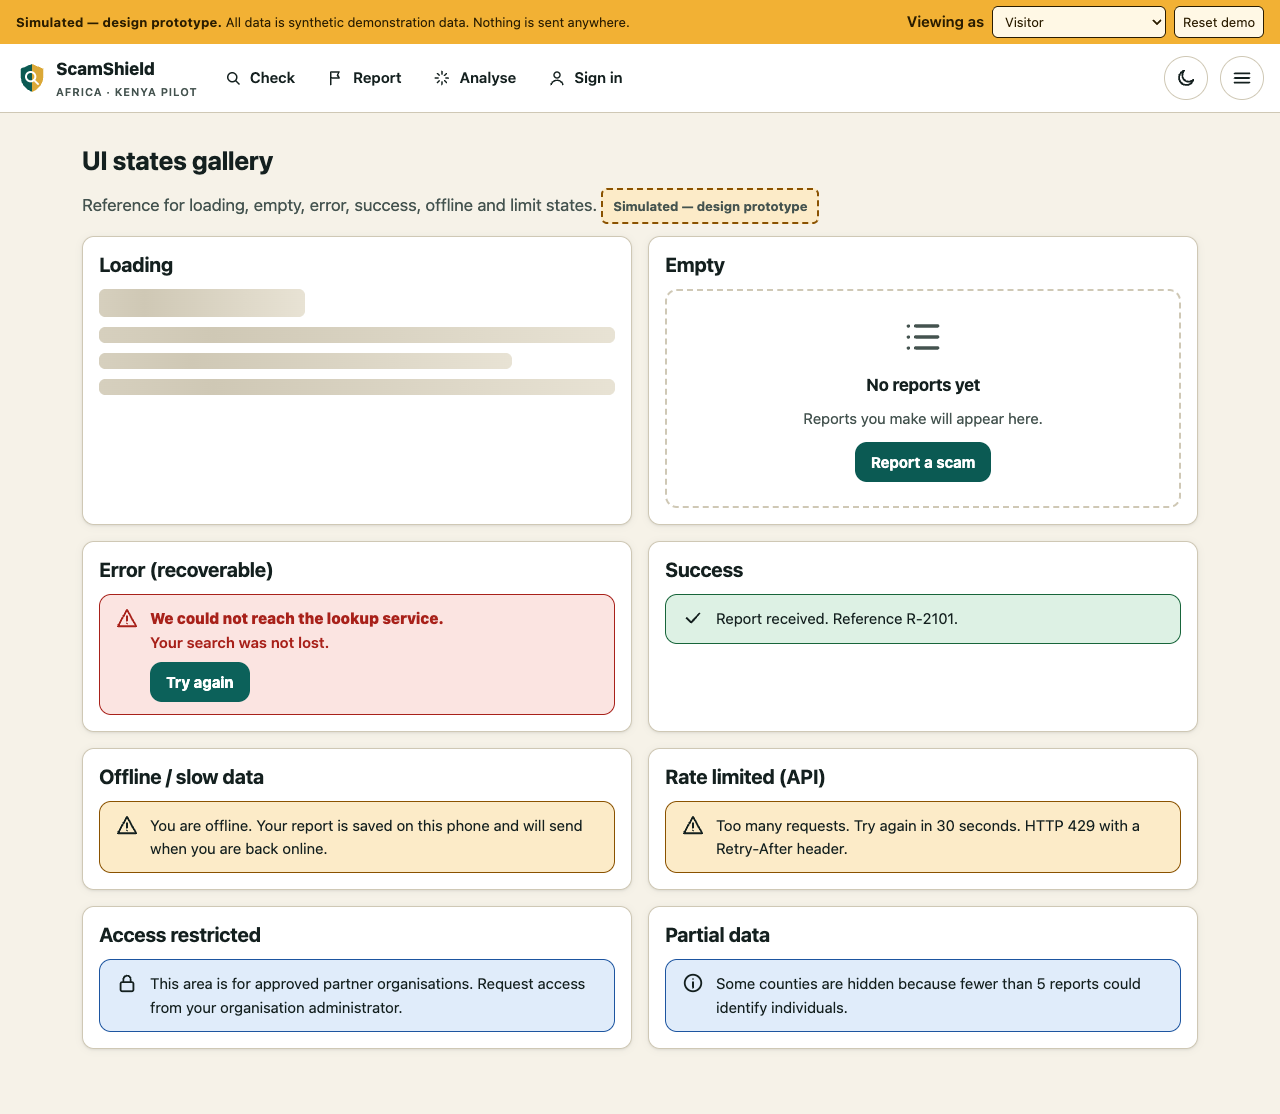 Simulated — design prototype. All data is synthetic demonstration data. Nothing is sent anywhere.
Viewing as
Visitor
Reset demo
ScamShield
AFRICA · KENYA PILOT
Check
Report
Analyse
Sign in
UI states gallery
Reference for loading, empty, error, success, offline and limit states.
Simulated — design prototype
Loading
Empty
No reports yet
Reports you make will appear here.
Report a scam
Error (recoverable)
We could not reach the lookup service.
Your search was not lost.
Try again
Success
Report received. Reference R-2101.
Offline / slow data
You are offline. Your report is saved on this phone and will send
when you are back online.
Rate limited (API)
Too many requests. Try again in 30 seconds. HTTP 429 with a
Retry-After header.
Access restricted
This area is for approved partner organisations. Request access
from your organisation administrator.
Partial data
Some counties are hidden because fewer than 5 reports could
identify individuals.